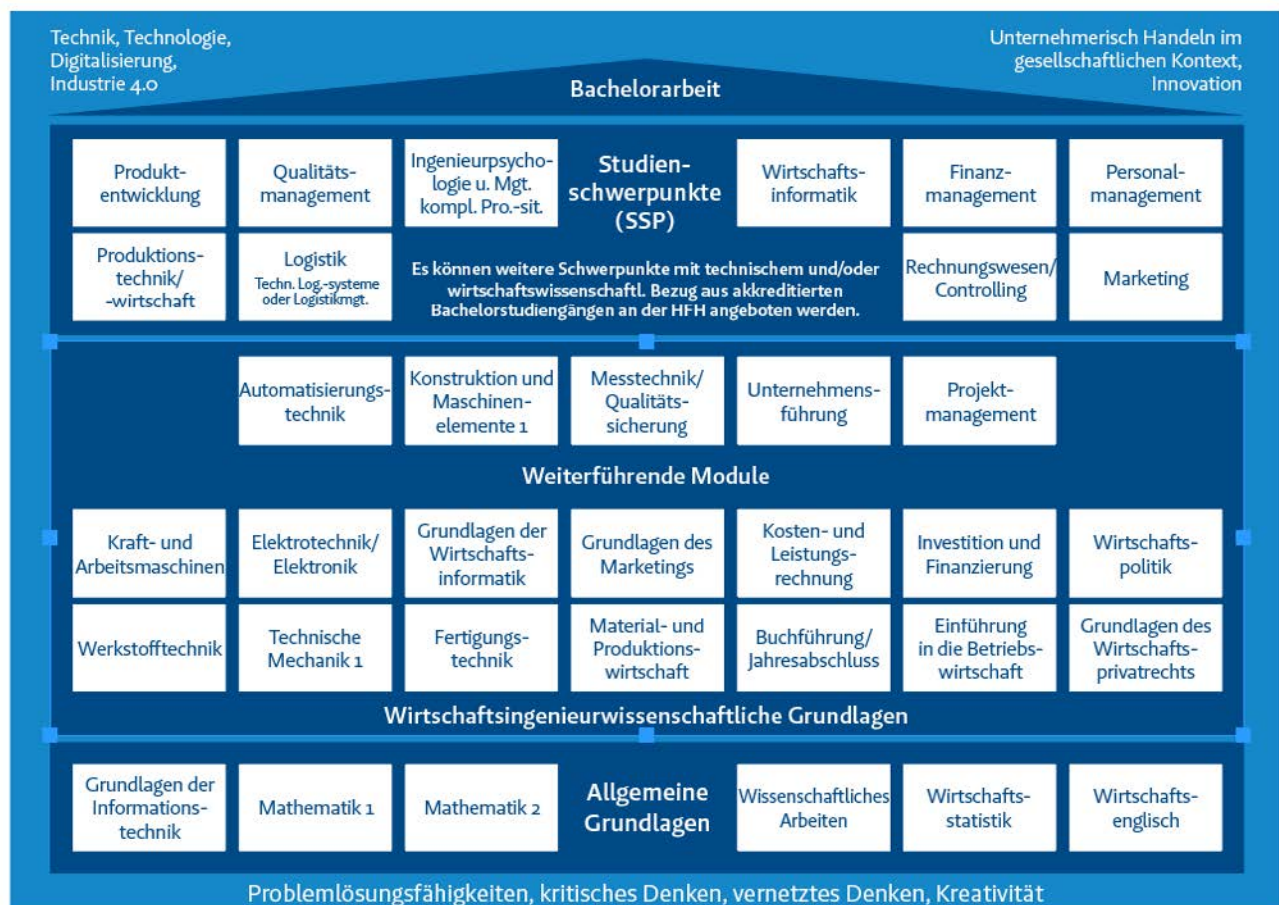 Technik, Technologie,
Digitalisierung,
Industrie 4.0
Unternehmerisch Handeln im
gesellschaftlichen Kontext,
Innovation
Bachelorarbeit
Produkt-
entwicklung
Qualitäts-
management
Ingenieurpsycho-
logie u. Mgt.
kompl. Pro.-sit.
Studien-
schwerpunkte
(SSP)
Wirtschafts-
informatik
Finanz-
management
Personal-
management
Produktions-
technik/
-wirtschaft
Logistik
Techn. Log.-systeme
oder Logistikmgt.
Es können weitere Schwerpunkte mit technischem und/oder
wirtschaftswissenschaftl. Bezug aus akkreditierten
Bachelorstudiengängen an der HFH angeboten werden.
Rechnungswesen/
Controlling
Marketing
Automatisierungs-
technik
Konstruktion und
Maschinen-
elemente 1
Messtechnik/
Qualitäts-
sicherung
Unternehmens-
führung
Projekt-
management
Weiterführende Module
Kraft- und
Arbeitsmaschinen
Elektrotechnik/
Elektronik
Grundlagen der
Wirtschafts-
informatik
Grundlagen des
Marketings
Kosten- und
Leistungs-
rechnung
Investition und
Finanzierung
Wirtschafts-
politik
Werkstofftechnik
Technische
Mechanik 1
Fertigungs-
technik
Material- und
Produktions-
wirtschaft
Buchführung/
Jahresabschluss
Einführung
in die Betriebs-
wirtschaft
Grundlagen des
Wirtschafts-
privatrechts
Wirtschaftsingenieurwissenschaftliche Grundlagen
Grundlagen der
Informations-
technik
Mathematik 1
Mathematik 2
Allgemeine
Grundlagen
Wissenschaftliches
Arbeiten
Wirtschafts-
statistik
Wirtschafts-
englisch
Problemlösungsfähigkeiten, kritisches Denken, vernetztes Denken, Kreativität